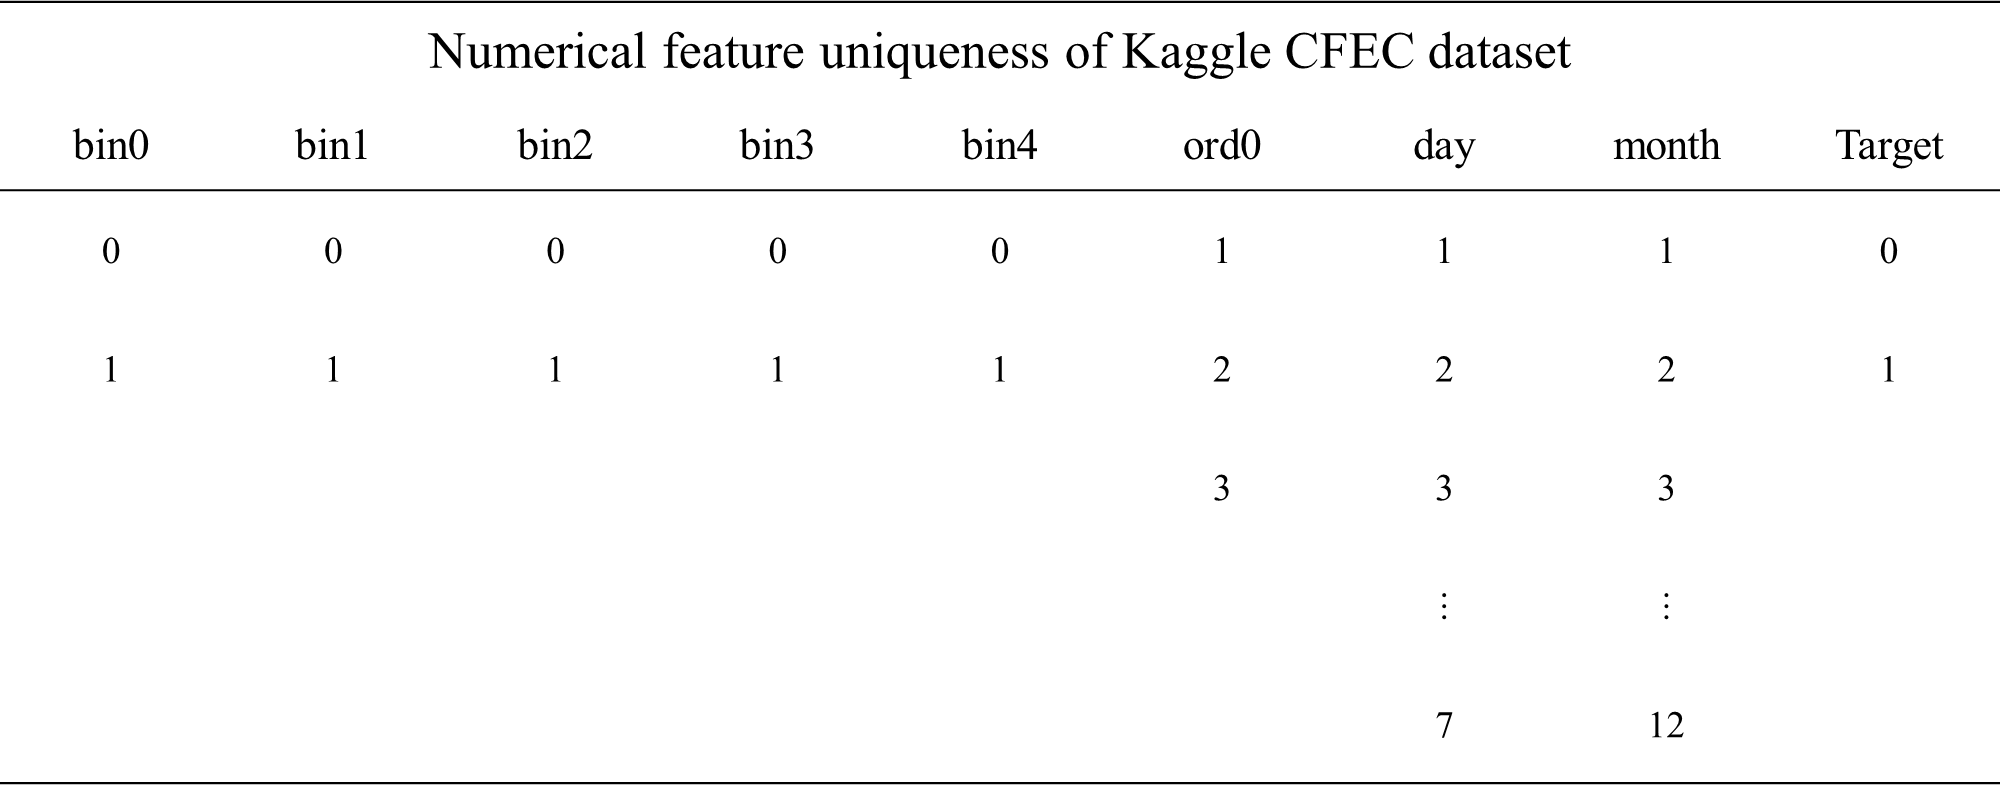 Numerical feature uniqueness of Kaggle CFEC dataset
bin0 bin1 bin2 bin3 bin4 ord0 day month Target
0 0 0 0 0 1 1 1 0
1 1 1 1 1 2 2 2 1
3 3 3
⋮ ⋮
7 12